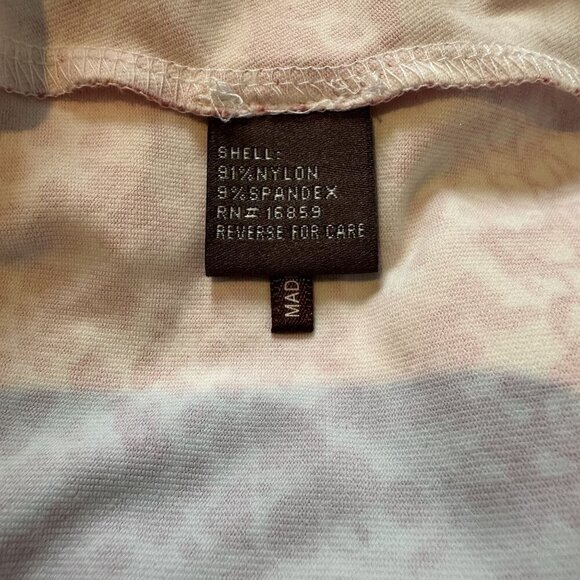 SHELL:
91%NYLON
9%SPANDEX
RN# 16859
REVERSE FOR CARE
MAD